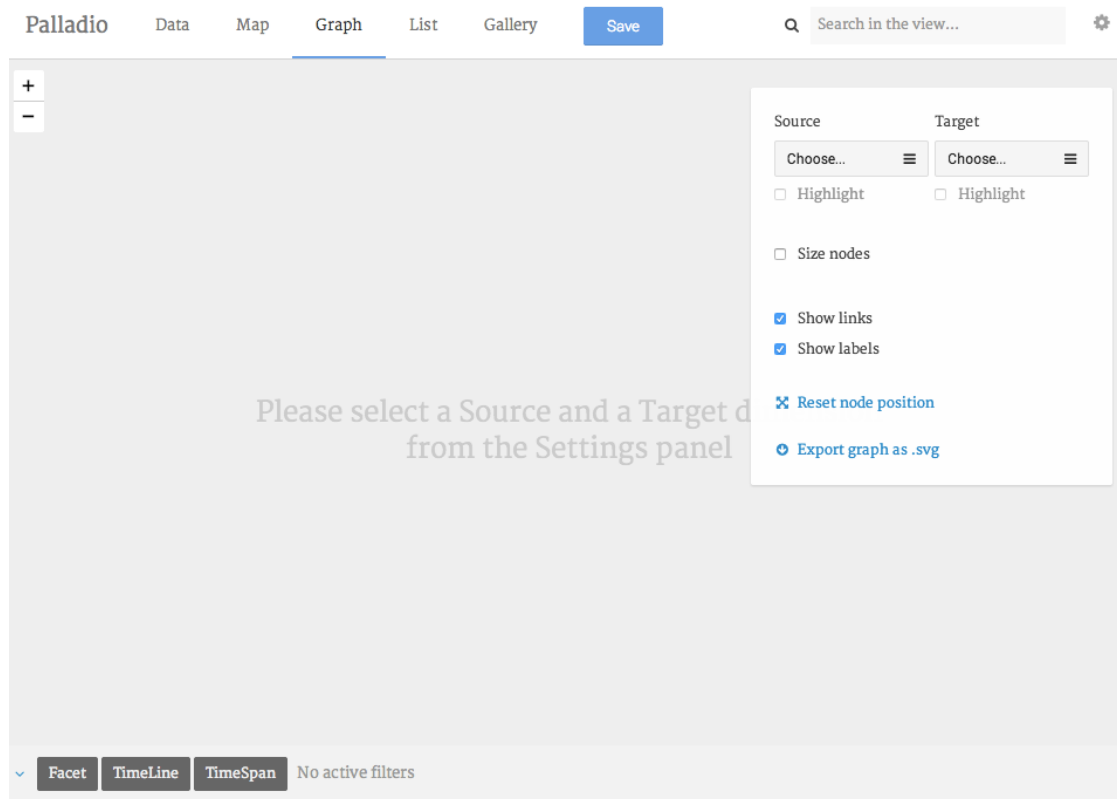 Palladio Data Map Graph List Gallery Save Search in the view...
+
−
Source Target
Choose... Choose...
Highlight Highlight
Size nodes
Show links
Show labels
Please select a Source and a Target d
from the Settings panel
Reset node position
Export graph as .svg
Facet TimeLine TimeSpan No active filters